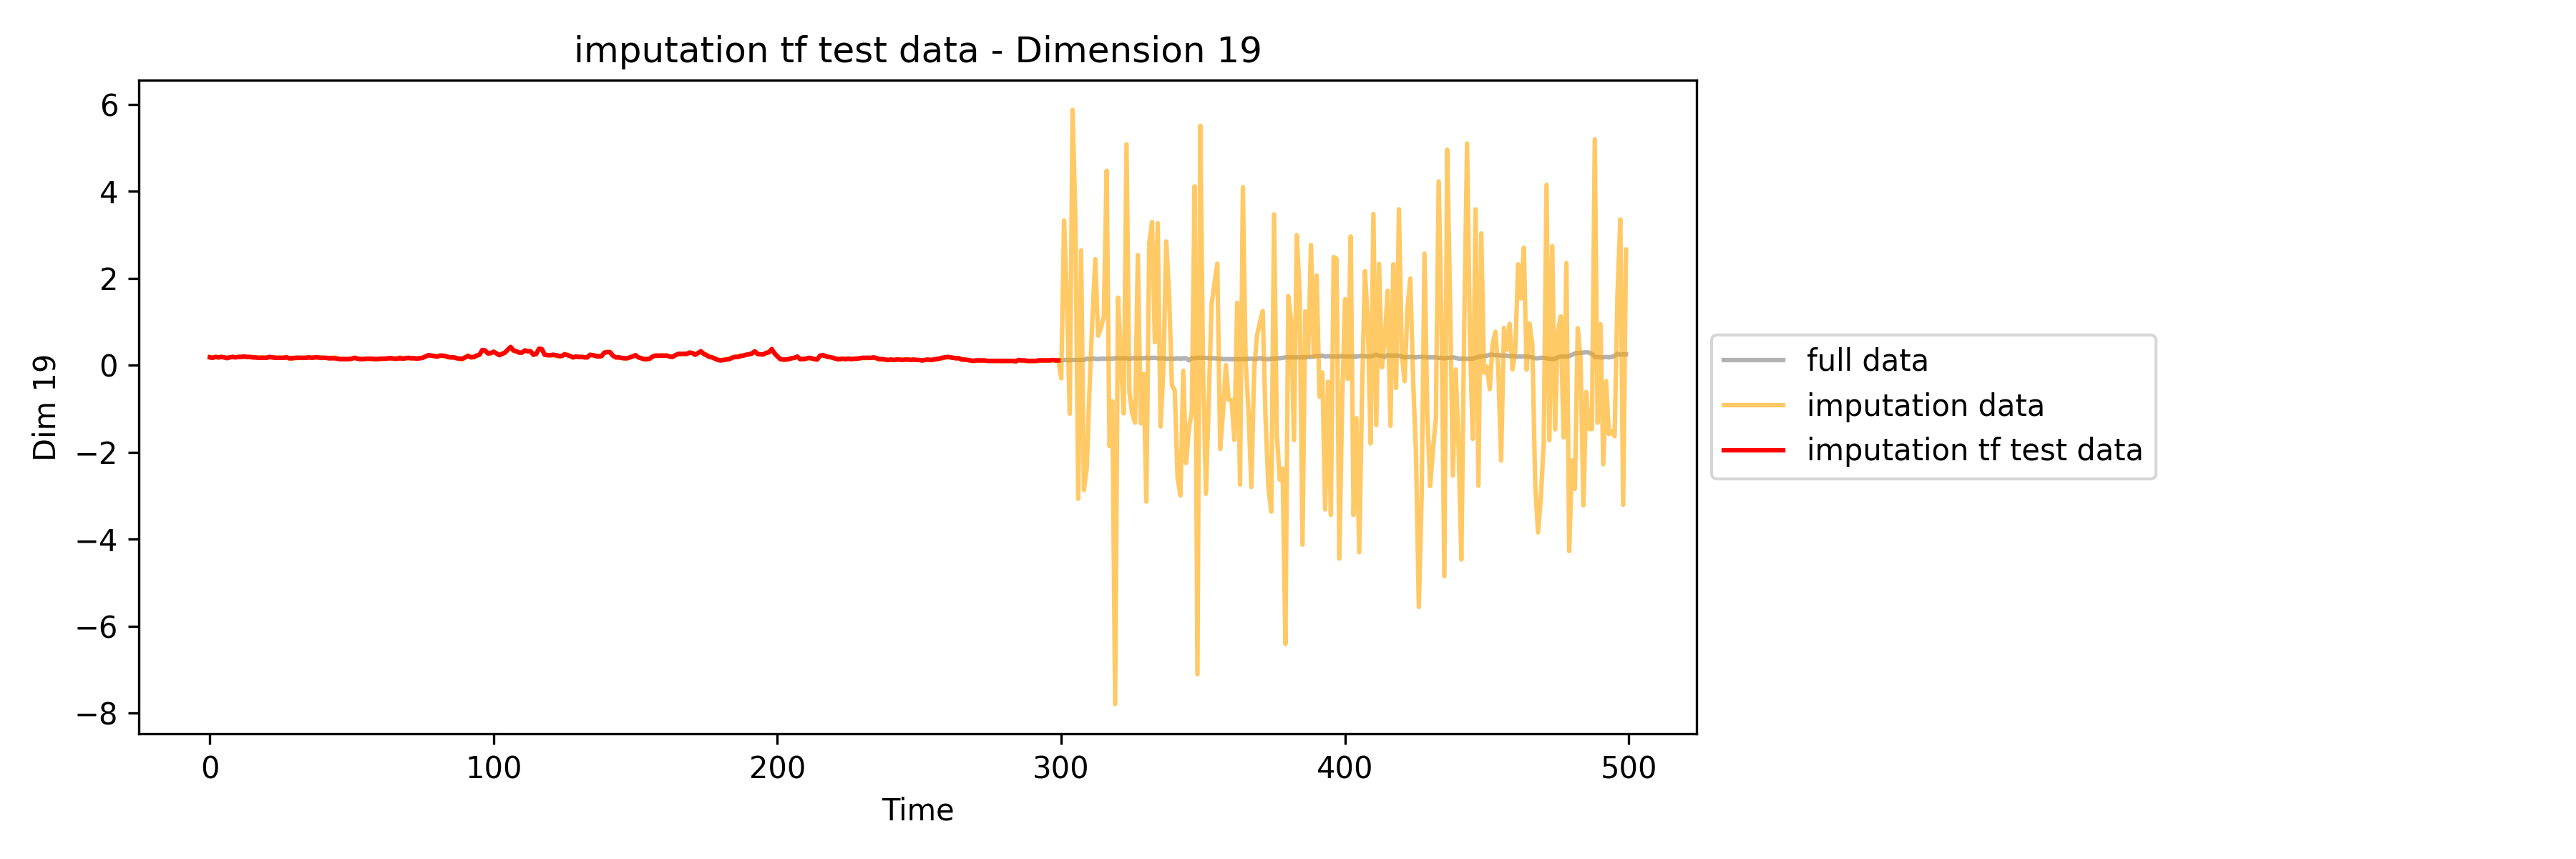 imputation tf test data - Dimension 19
6
4
2
0
−2
−4
−6
−8
Dim 19
0 100 200 300 400 500
Time
full data
imputation data
imputation tf test data